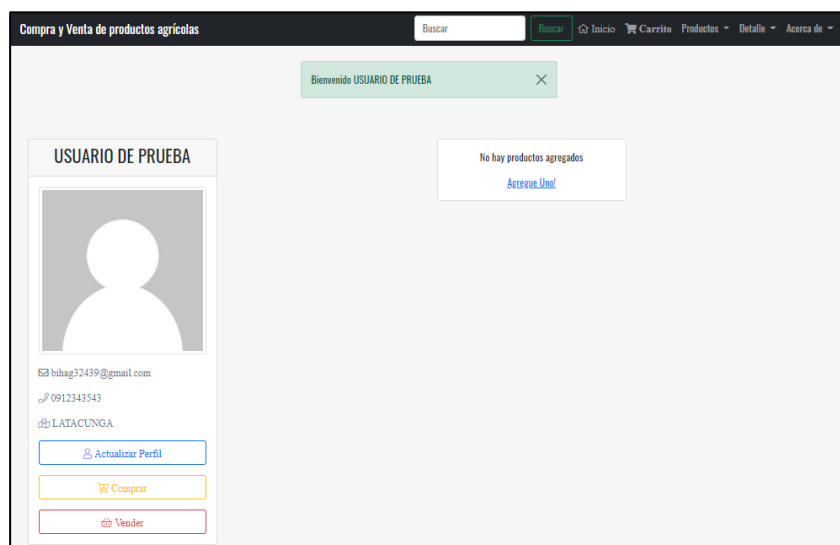 Compra y Venta de productos agrícolas
Buscar
Buscar
Inicio
Carrito
Productos
Detalle
Acerca de
Bienvenido USUARIO DE PRUEBA
USUARIO DE PRUEBA
bihag32439@gmail.com
0912343543
LATACUNGA
Actualizar Perfil
Comprar
Vender
No hay productos agregados
Agregue Uno!